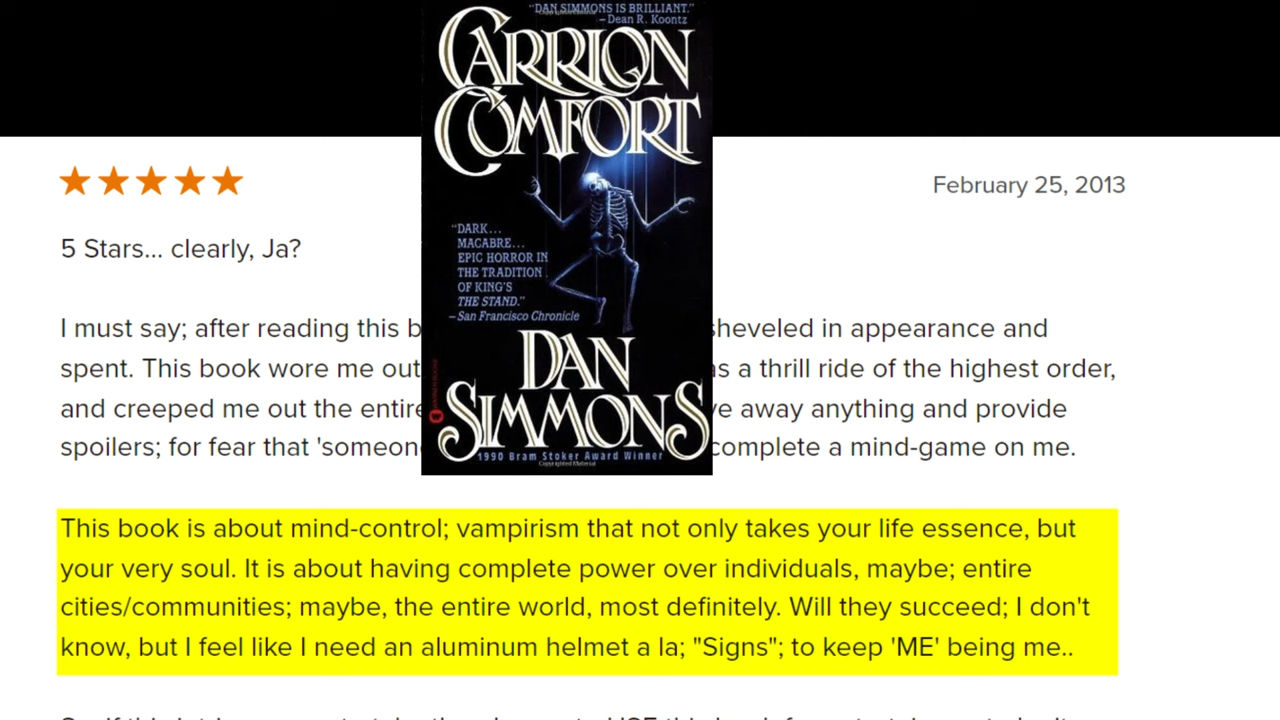 "DAN SIMMONS IS BRILLIANT."
–Dean R. Koontz
CARRION
COMFORT
"DARK...
MACABRE...
EPIC HORROR IN
THE TRADITION
OF KING'S
THE STAND."
–San Francisco Chronicle
DAN
SIMMONS
1990 Bram Stoker Award Winner
Copyrighted Material
February 25, 2013
5 Stars... clearly, Ja?
I must say; after reading this b sheveled in appearance and
spent. This book wore me out s a thrill ride of the highest order,
and creeped me out the entire ve away anything and provide
spoilers; for fear that 'someon complete a mind-game on me.
This book is about mind-control; vampirism that not only takes your life essence, but
your very soul. It is about having complete power over individuals, maybe; entire
cities/communities; maybe, the entire world, most definitely. Will they succeed; I don't
know, but I feel like I need an aluminum helmet a la; "Signs"; to keep 'ME' being me..